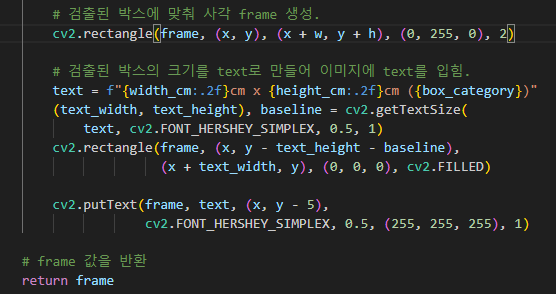 # 검출된 박스에 맞춰 사각 frame 생성.
cv2.rectangle(frame, (x, y), (x + w, y + h), (0, 255, 0), 2)
# 검출된 박스의 크기를 text로 만들어 이미지에 text를 입힘.
text = f"{width_cm:.2f}cm x {height_cm:.2f}cm ({box_category})"
(text_width, text_height), baseline = cv2.getTextSize(
text, cv2.FONT_HERSHEY_SIMPLEX, 0.5, 1)
cv2.rectangle(frame, (x, y - text_height - baseline),
(x + text_width, y), (0, 0, 0), cv2.FILLED)
cv2.putText(frame, text, (x, y - 5),
cv2.FONT_HERSHEY_SIMPLEX, 0.5, (255, 255, 255), 1)
# frame 값을 반환
return frame